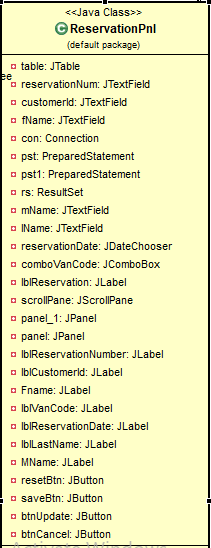 <<Java Class>>
ReservationPnl
(default package)
ee
table: JTable
reservationNum: JTextField
customerId: JTextField
fName: JTextField
con: Connection
pst: PreparedStatement
pst1: PreparedStatement
rs: ResultSet
mName: JTextField
lName: JTextField
reservationDate: JDateChooser
comboVanCode: JComboBox
lblReservation: JLabel
scrollPane: JScrollPane
panel_1: JPanel
panel: JPanel
lblReservationNumber: JLabel
lblCustomerId: JLabel
Fname: JLabel
lblVanCode: JLabel
lblReservationDate: JLabel
lblLastName: JLabel
MName: JLabel
resetBtn: JButton
saveBtn: JButton
btnUpdate: JButton
btnCancel: JButton